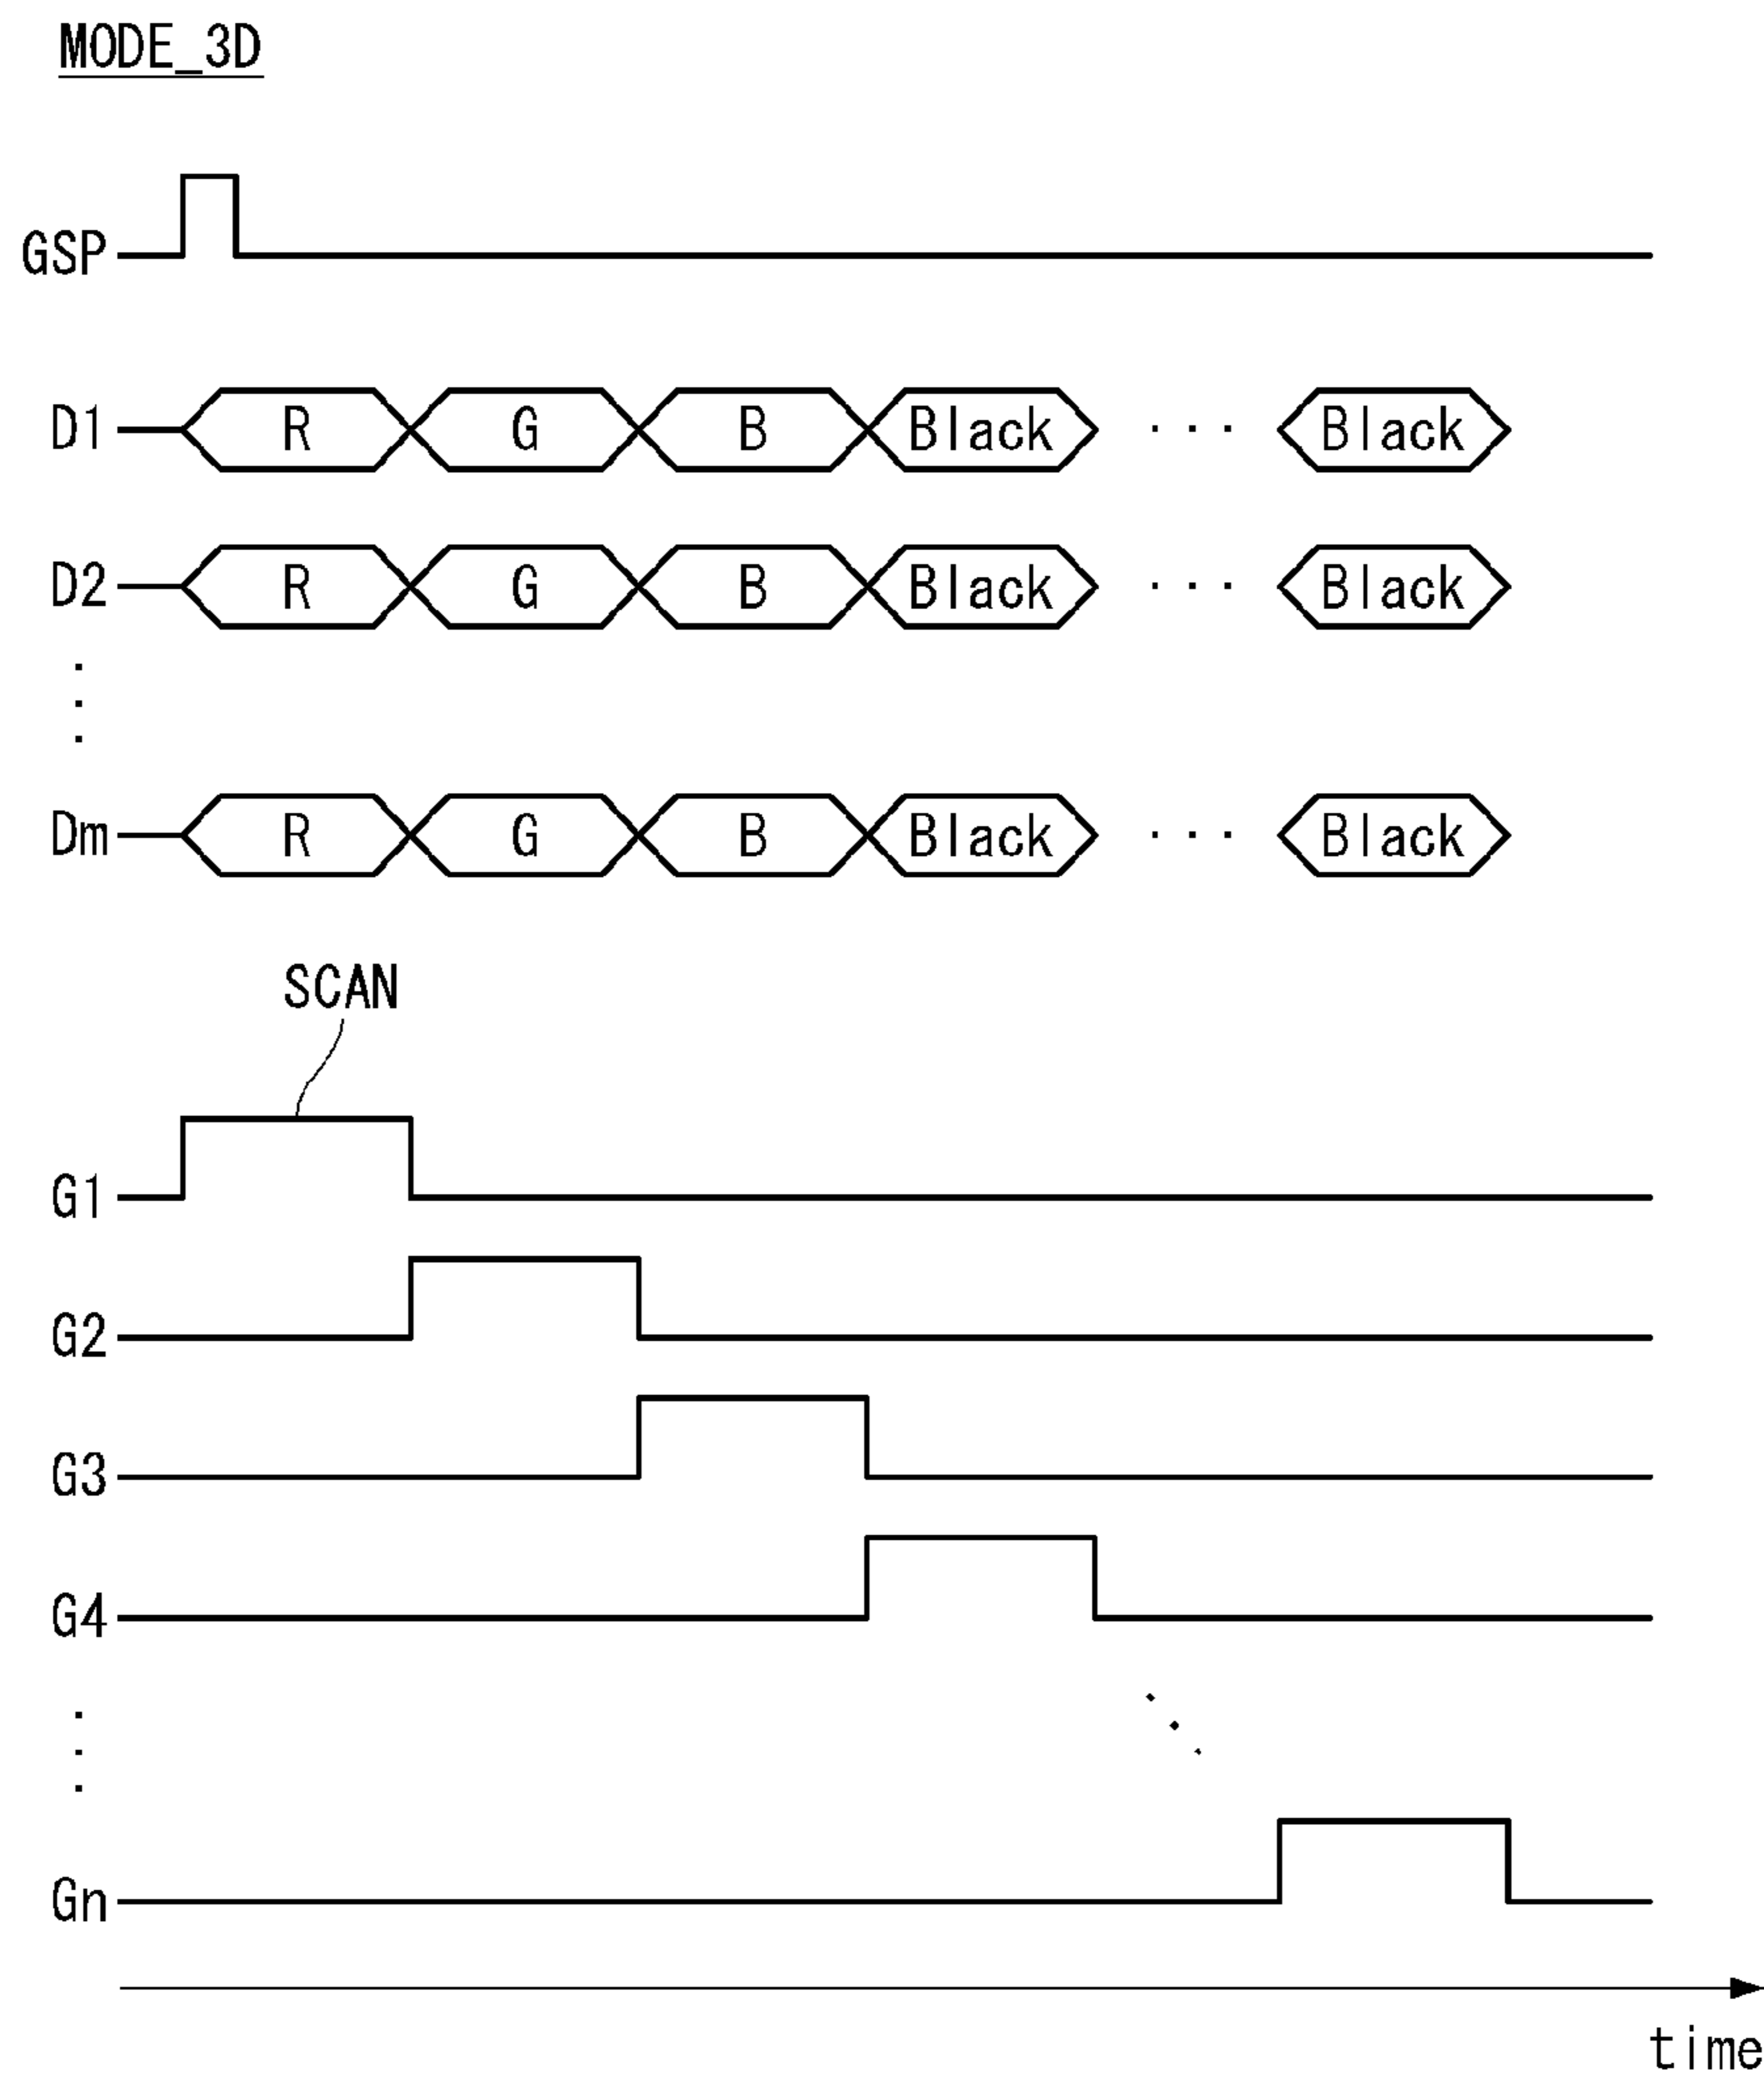 MODE_3D
GSP
D1 R G B Black ... Black
D2 R G B Black ... Black
Dm R G B Black ... Black
SCAN
G1
G2
G3
G4
Gn
time